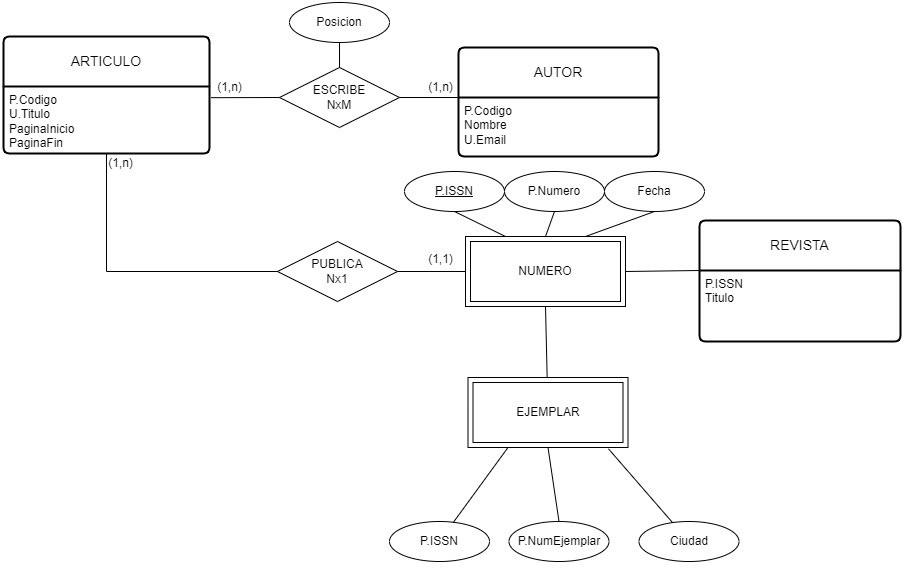 Posicion
ARTICULO
P.Codigo
U.Titulo
PaginaInicio
PaginaFin
(1,n)
ESCRIBE
NxM
(1,n)
AUTOR
P.Codigo
Nombre
U.Email
(1,n)
P.ISSN
P.Numero
Fecha
PUBLICA
Nx1
(1,1)
NUMERO
REVISTA
P.ISSN
Titulo
EJEMPLAR
P.ISSN
P.NumEjemplar
Ciudad